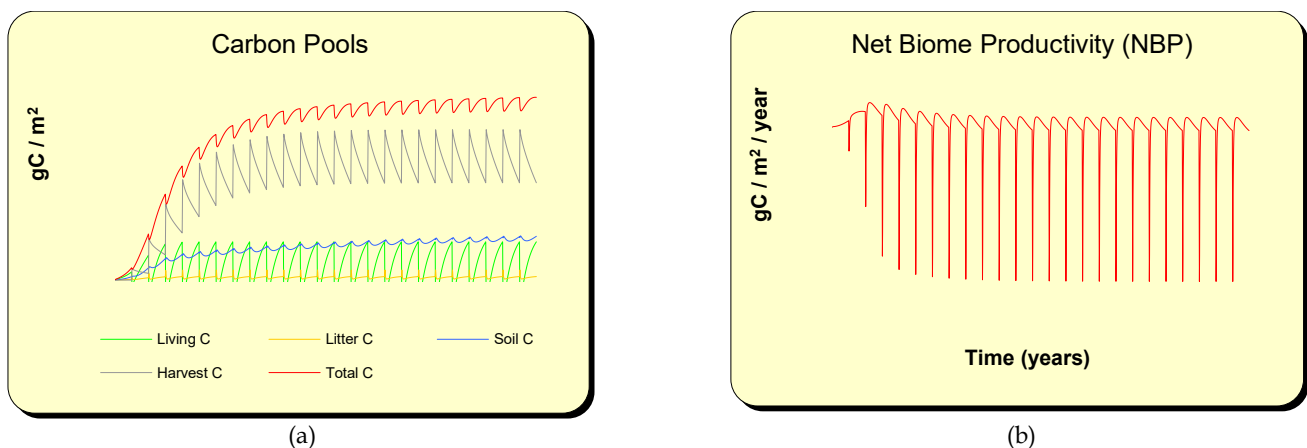 Carbon Pools
gC / m²
Living C
Litter C
Soil C
Harvest C
Total C
(a)
Net Biome Productivity (NBP)
gC / m² / year
Time (years)
(b)